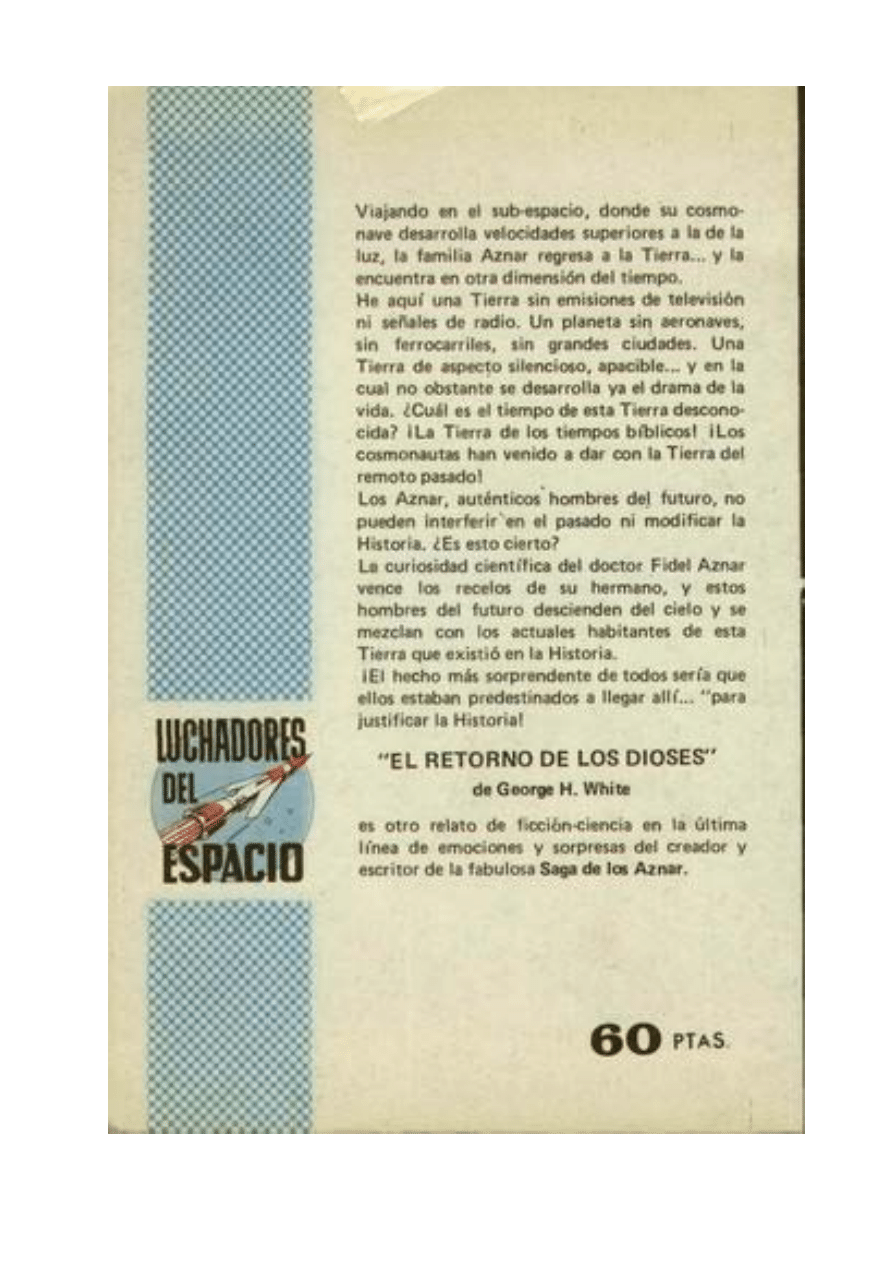 Viajando en el sub-espacio, donde su cosmo-
nave desarrolla velocidades superiores a la de la
luz, la familia Aznar regresa a la Tierra... y la
encuentra en otra dimensión del tiempo.
He aquí una Tierra sin emisiones de televisión
ni señales de radio. Un planeta sin aeronaves,
sin ferrocarriles, sin grandes ciudades. Una
Tierra de aspecto silencioso, apacible... y en la
cual no obstante se desarrolla ya el drama de la
vida. ¿Cuál es el tiempo de esta Tierra descono-
cida? ¡La Tierra de los tiempos bíblicos! ¡Los
cosmonautas han venido a dar con la Tierra del
remoto pasado!
Los Aznar, auténticos hombres del futuro, no
pueden interferir en el pasado ni modificar la
Historia. ¿Es esto cierto?
La curiosidad científica del doctor Fidel Aznar
vence los recelos de su hermano, y estos
hombres del futuro descienden del cielo y se
mezclan con los actuales habitantes de esta
Tierra que existió en la Historia.
¡El hecho más sorprendente de todos sería que
ellos estaban predestinados a llegar allí... "para
justificar la Historia!
"EL RETORNO DE LOS DIOSES"
de George H. White
es otro relato de ficción-ciencia en la última
línea de emociones y sorpresas del creador y
escritor de la fabulosa Saga de los Aznar.
LUCHADORES
DEL
ESPACIO
60 PTAS.